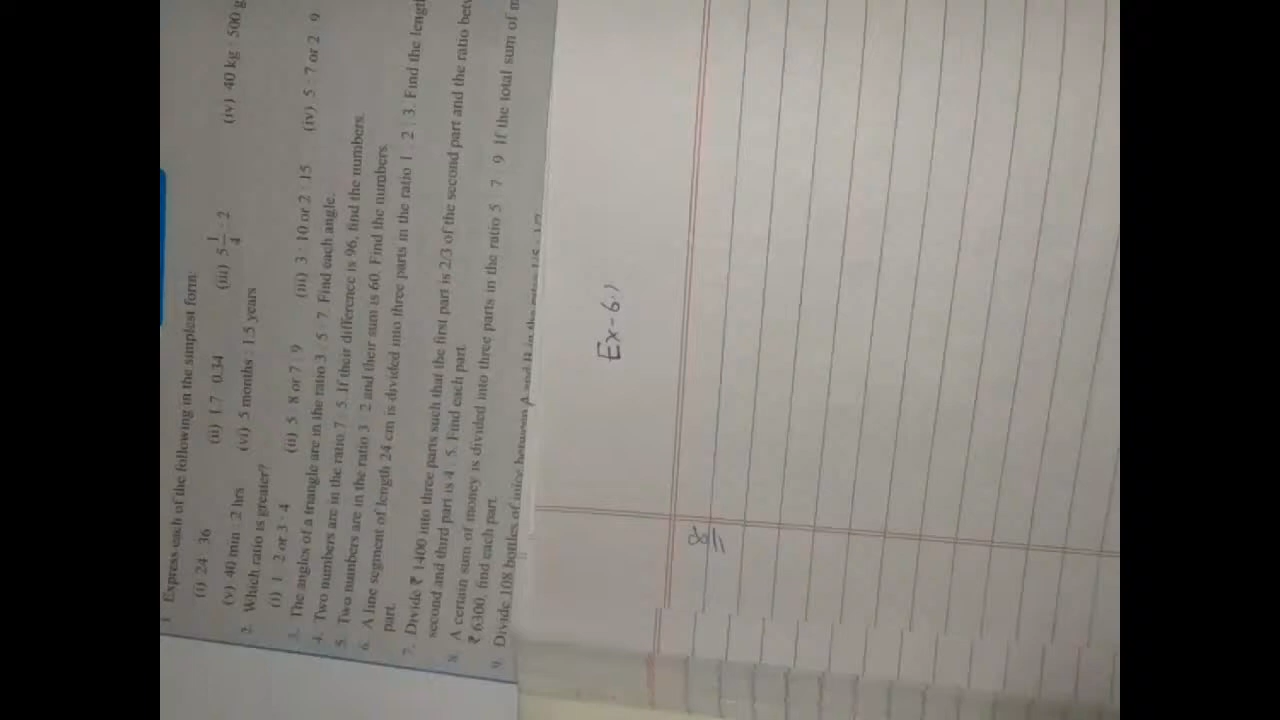 1 Express each of the following in the simplest form:
(i) 24 36 (ii) 1.7 0.34 (iii) 5 1/4 : 2 (iv) 40 kg : 500 g
(v) 40 min 2 hrs (vi) 5 months : 1.5 years
2. Which ratio is greater?
(i) 1 2 or 3 4 (ii) 5 8 or 7 : 9 (iii) 3 : 10 or 2 : 15 (iv) 5 : 7 or 2 9
3. The angles of a triangle are in the ratio 3 : 5 : 7. Find each angle.
4. Two numbers are in the ratio 7 : 5. If their difference is 96, find the numbers.
5. Two numbers are in the ratio 3 2 and their sum is 60. Find the numbers.
6. A line segment of length 24 cm is divided into three parts in the ratio 1 : 2 : 3. Find the lengt
part.
7. Divide ₹ 1400 into three parts such that the first part is 2/3 of the second part and the ratio betw
second and third part is 4 : 5. Find each part.
8. A certain sum of money is divided into three parts in the ratio 5 7 9 If the total sum of m
₹ 6300, find each part.
9. Divide 108 bottles of juice between A and B in the ratio
Ex-6.1
8